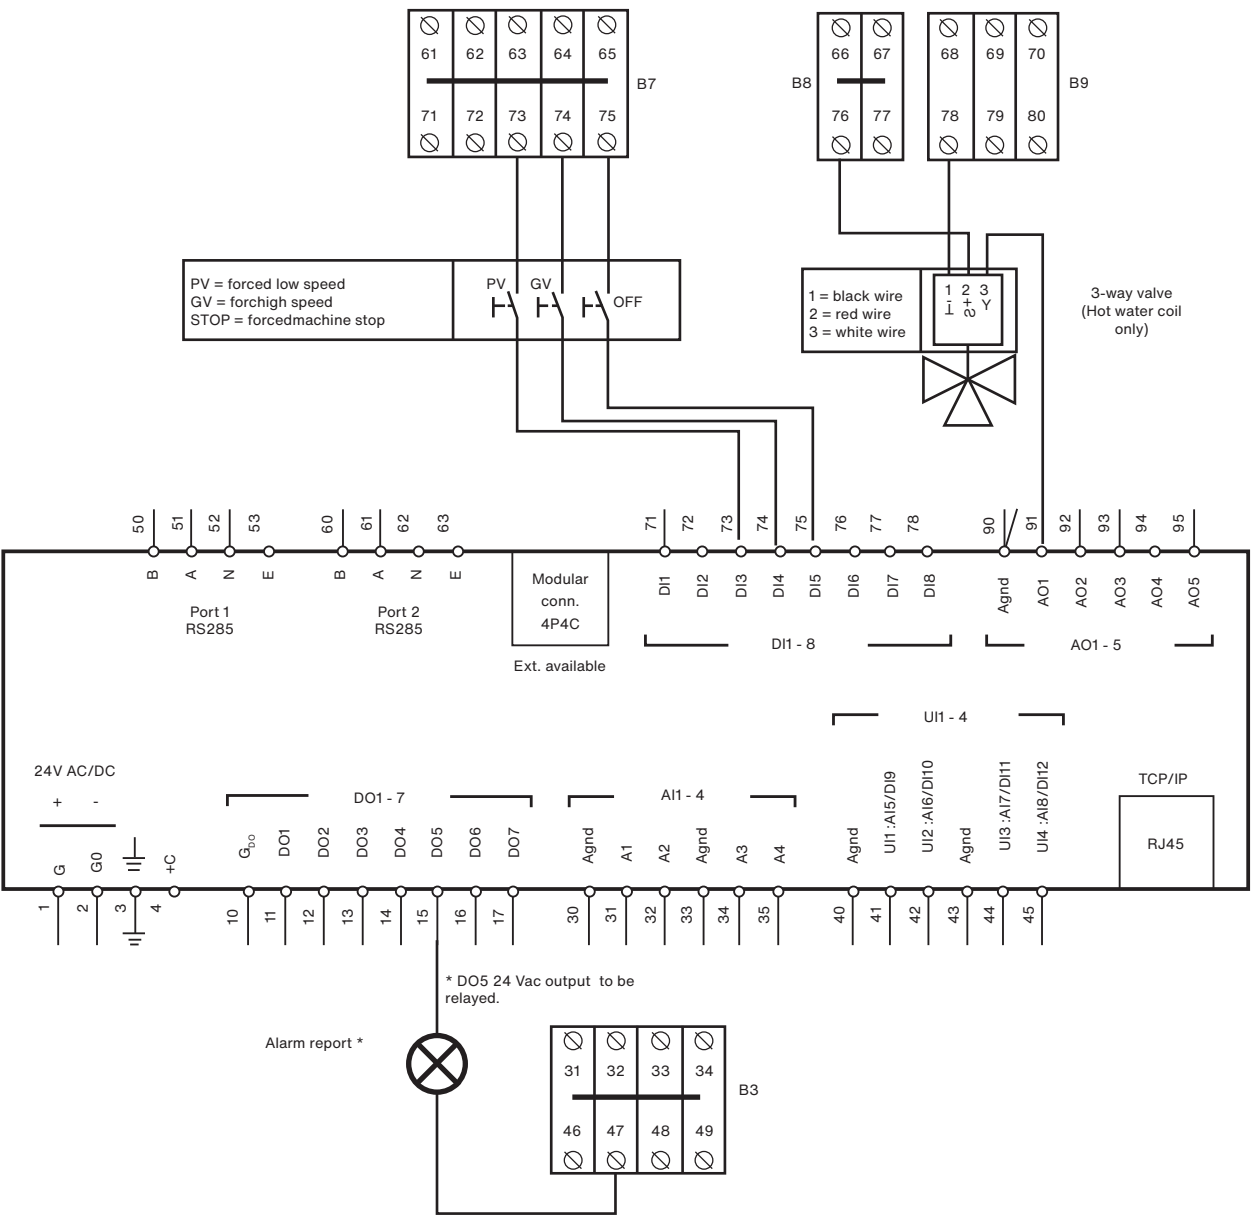 61 62 63 64 65
B7
71 72 73 74 75
66 67
B8
76 77
68 69 70
B9
78 79 80
PV = forced low speed
GV = forchigh speed
STOP = forcedmachine stop
PV GV OFF
1 = black wire
2 = red wire
3 = white wire
1 2 3
Y
3-way valve
(Hot water coil
only)
50 51 52 53 60 61 62 63 71 72 73 74 75 76 77 78 90 91 92 93 94 95
B A N E B A N E
Port 1
RS285
Port 2
RS285
Modular
conn.
4P4C
Ext. available
DI1 DI2 DI3 DI4 DI5 DI6 DI7 DI8
DI1 - 8
Agnd AO1 AO2 AO3 AO4 AO5
AO1 - 5
UI1 - 4
24V AC/DC
+ -
DO1 - 7
AI1 - 4
TCP/IP
RJ45
G G0 +C
GDO DO1 DO2 DO3 DO4 DO5 DO6 DO7
Agnd A1 A2 Agnd A3 A4
Agnd UI1 :AI5/DI9 UI2 :AI6/DI10 Agnd UI3 :AI7/DI11 UI4 :AI8/DI12
1 2 3 4 10 11 12 13 14 15 16 17 30 31 32 33 34 35 40 41 42 43 44 45
* DO5 24 Vac output to be
relayed.
Alarm report *
31 32 33 34
B3
46 47 48 49